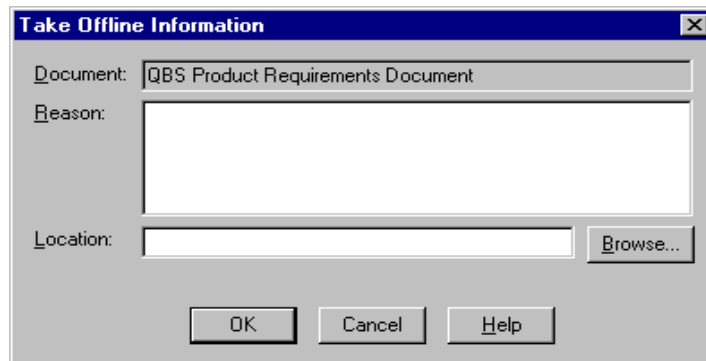 Take Offline Information
Document: QBS Product Requirements Document
Reason:
Location: Browse...
OK Cancel Help